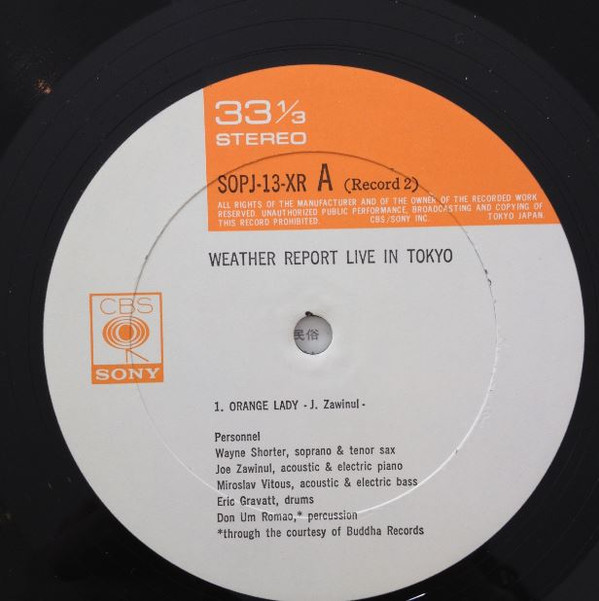 33 1/3
STEREO
SOPJ-13-XR A (Record 2)
ALL RIGHTS OF THE MANUFACTURER AND OF THE OWNER OF THE RECORDED WORK
RESERVED. UNAUTHORIZED PUBLIC PERFORMANCE, BROADCASTING AND COPYING OF
THIS RECORD PROHIBITED. CBS/SONY INC. TOKYO JAPAN.
WEATHER REPORT LIVE IN TOKYO
CBS
SONY
民俗
1. ORANGE LADY - J. Zawinul -
Personnel
Wayne Shorter, soprano & tenor sax
Joe Zawinul, acoustic & electric piano
Miroslav Vitous, acoustic & electric bass
Eric Gravatt, drums
Don Um Romao,* percussion
*through the courtesy of Buddha Records